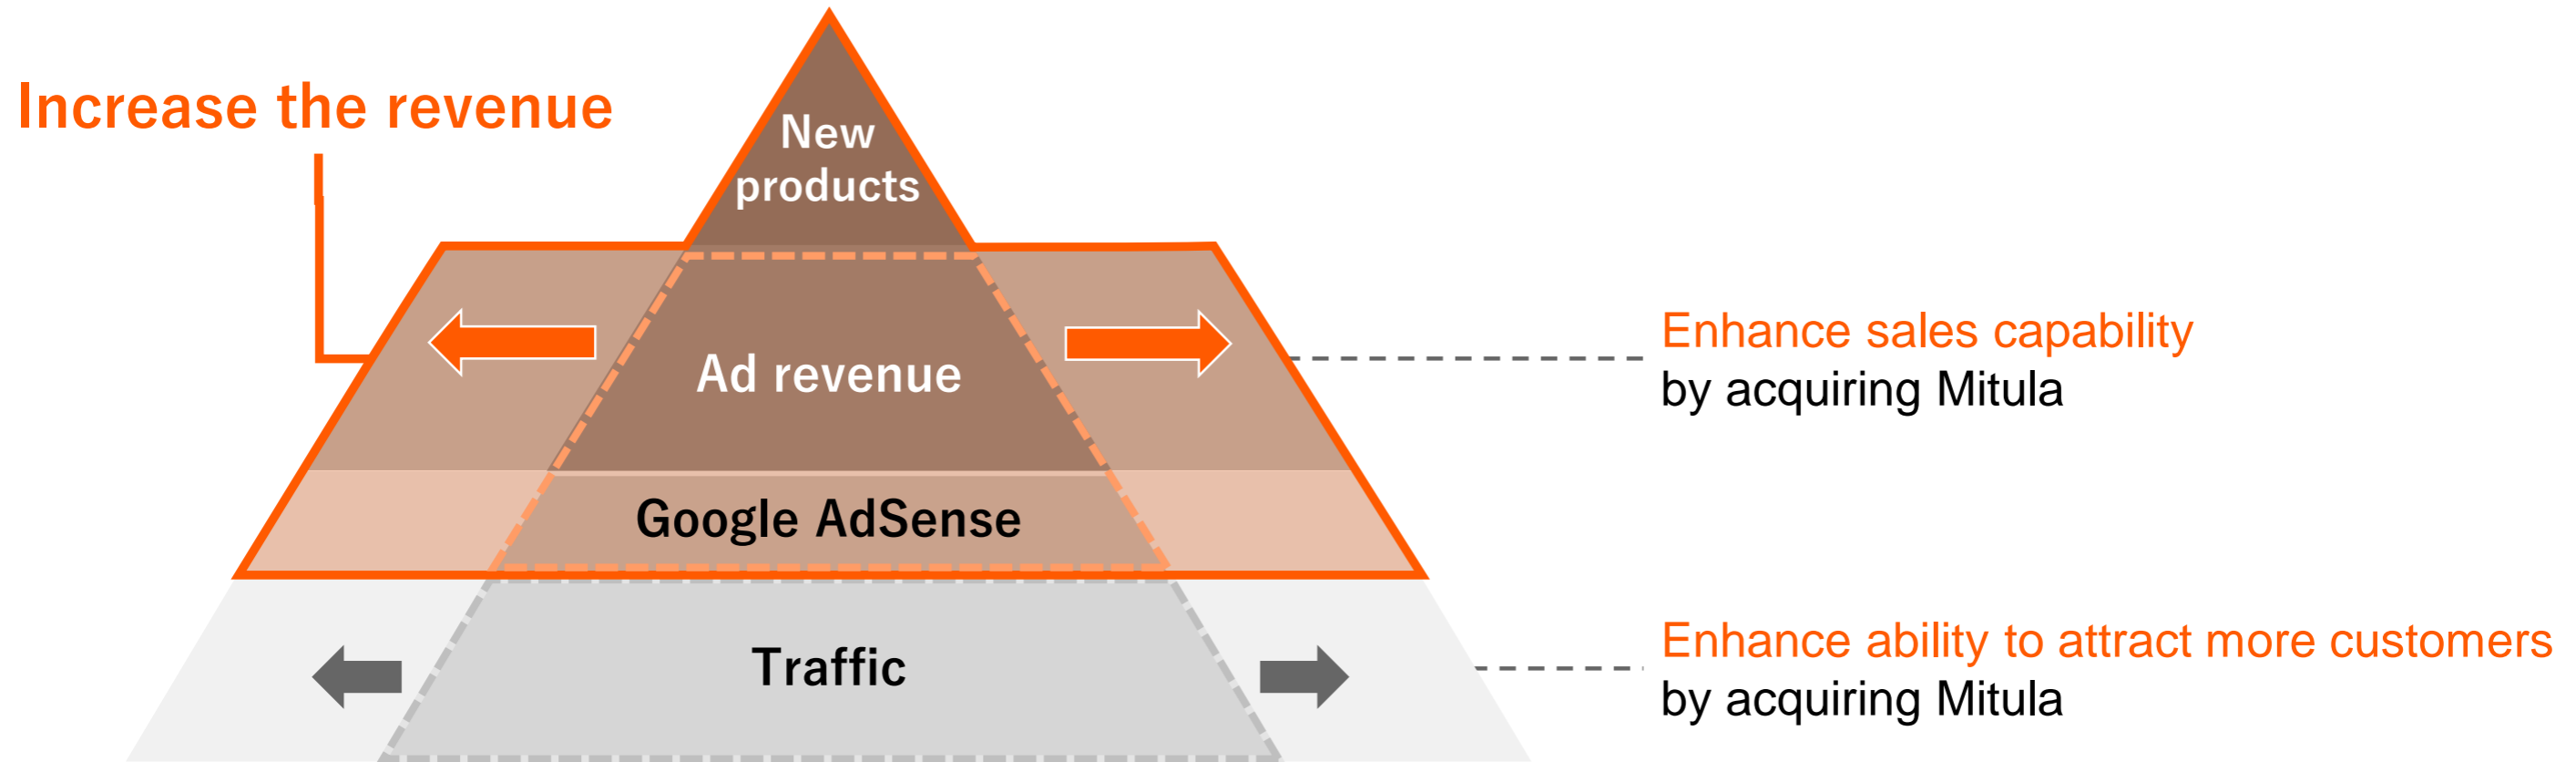 Increase the revenue
New
products
Ad revenue
Google AdSense
Traffic
Enhance sales capability
by acquiring Mitula
Enhance ability to attract more customers
by acquiring Mitula